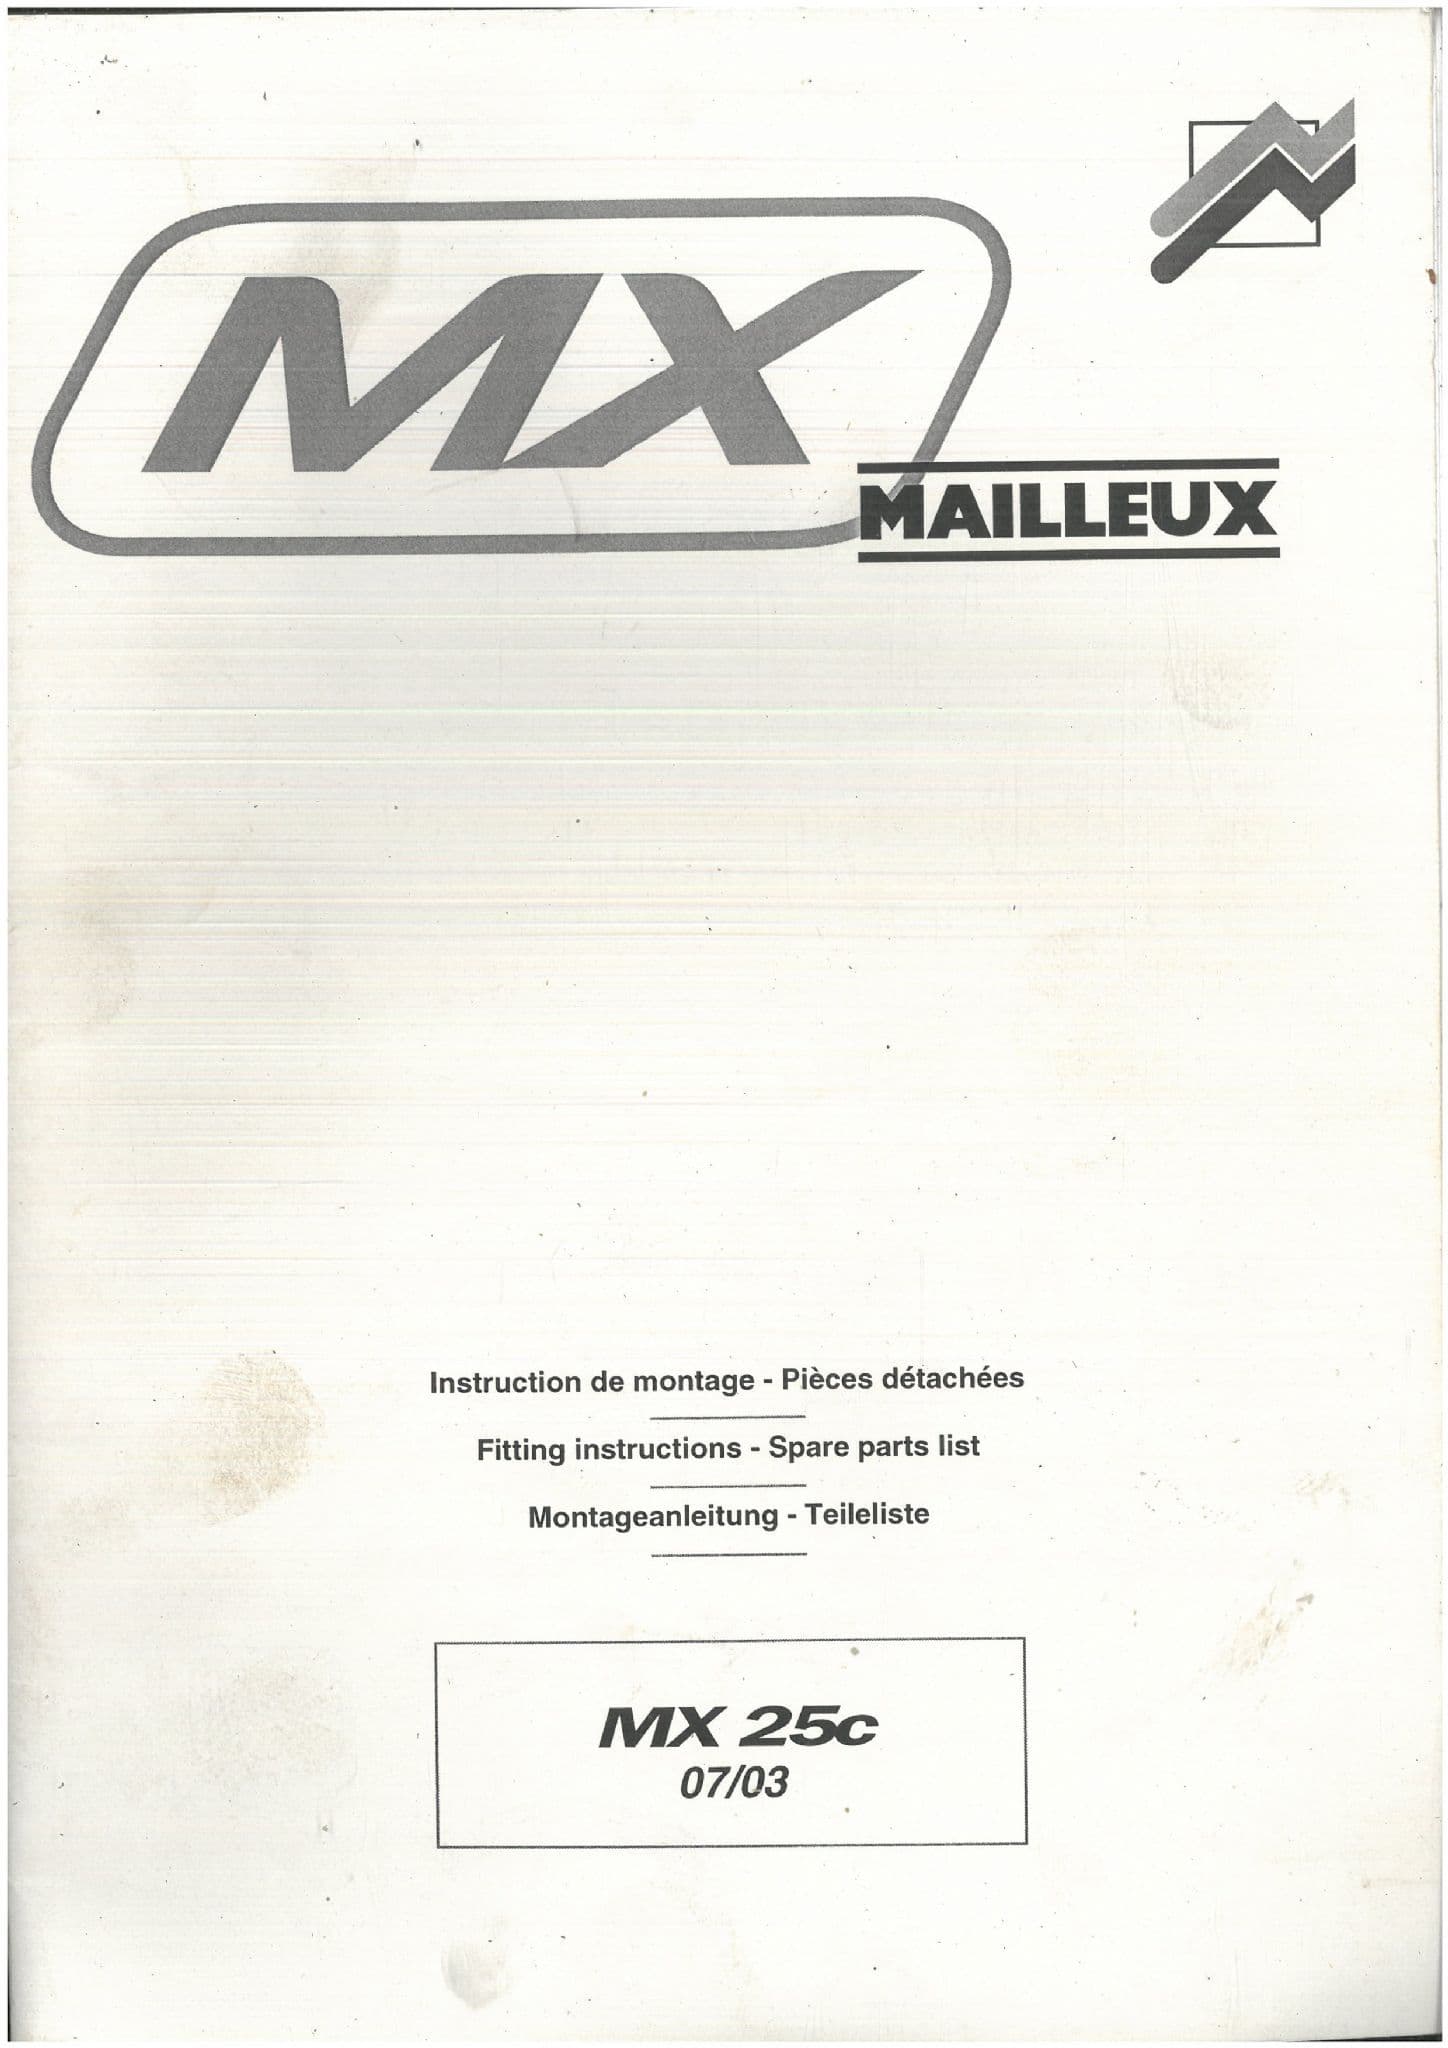 MX
MAILLEUX
Instruction de montage - Pièces détachées
Fitting instructions - Spare parts list
Montageanleitung - Teileliste
MX 25c
07/03